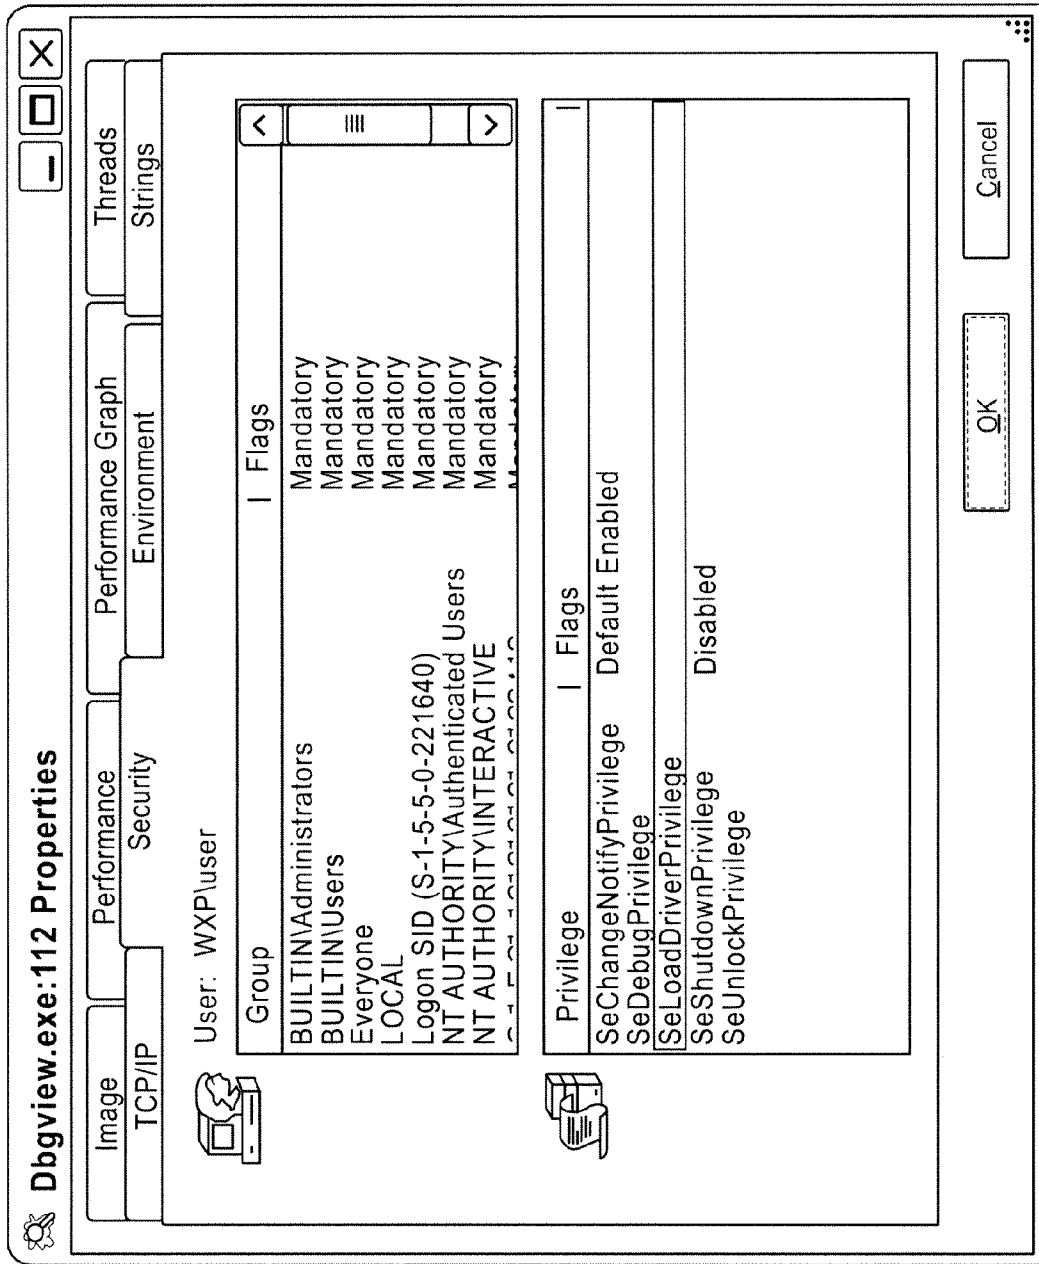 Dbgview.exe:112 Properties
Image
Performance
Performance Graph
Threads
TCP/IP
Security
Environment
Strings
User: WXP\user
Group | Flags
BUILTIN\Administrators Mandatory
BUILTIN\Users Mandatory
Everyone Mandatory
LOCAL Mandatory
Logon SID (S-1-5-5-0-221640) Mandatory
NT AUTHORITY\Authenticated Users Mandatory
NT AUTHORITY\INTERACTIVE Mandatory
Mandatory
Privilege | Flags |
SeChangeNotifyPrivilege Default Enabled
SeDebugPrivilege
SeLoadDriverPrivilege
SeShutdownPrivilege Disabled
SeUnlockPrivilege
OK
Cancel